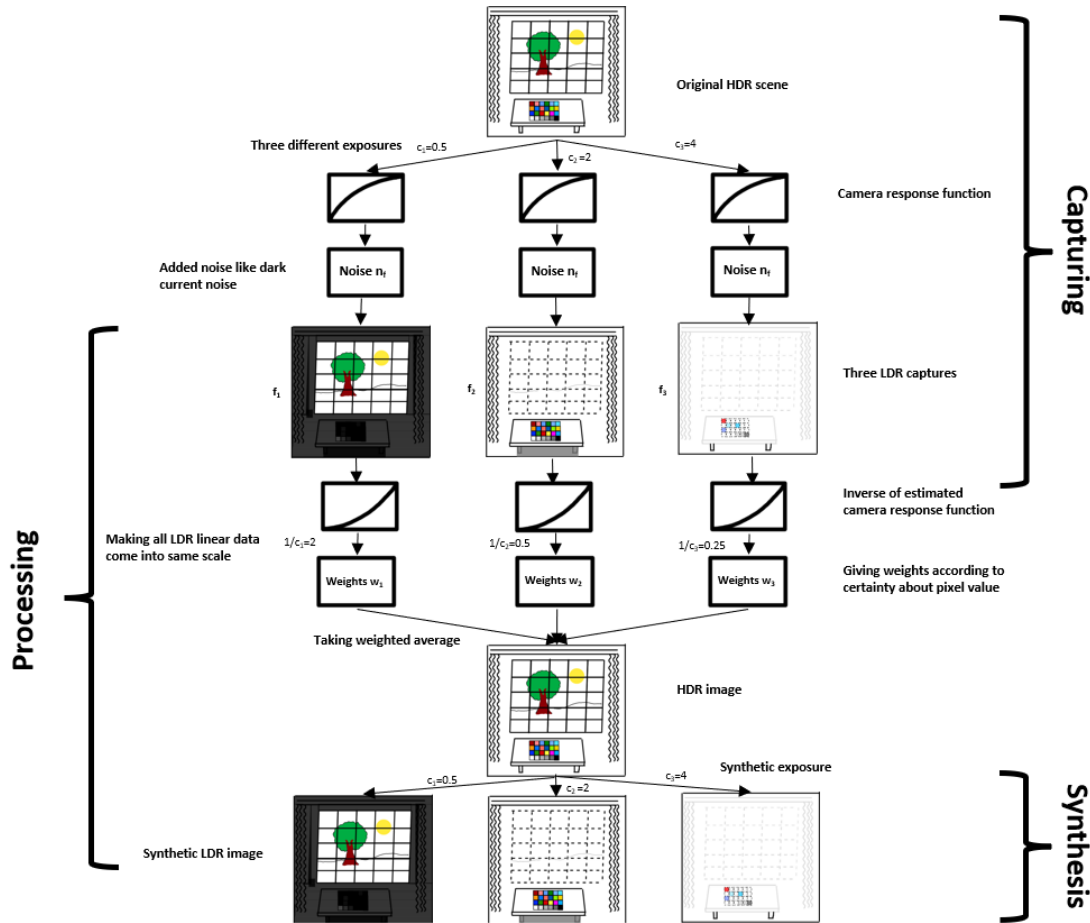 Original HDR scene
Three different exposures
c₁=0.5
c₂=2
c₃=4
Camera response function
Capturing
Added noise like dark
current noise
Noise nf
Noise nf
Noise nf
f₁
f₂
f₃
Three LDR captures
Processing
Inverse of estimated
camera response function
Making all LDR linear data
come into same scale
1/c₁=2
1/c₂=0.5
1/c₃=0.25
Weights w₁
Weights w₂
Weights w₃
Giving weights according to
certainty about pixel value
Taking weighted average
HDR image
Synthetic exposure
c₁=0.5
c₂=2
c₃=4
Synthetic LDR image
Synthesis